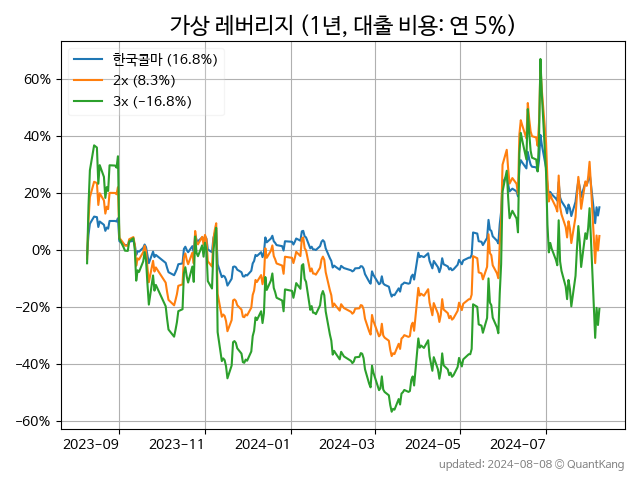 가상 레버리지 (1년, 대출 비용: 연 5%)
한국콜마 (16.8%)
2x (8.3%)
3x (-16.8%)
60%
40%
20%
0%
−20%
−40%
−60%
2023-09
2023-11
2024-01
2024-03
2024-05
2024-07
updated: 2024-08-08 © QuantKang